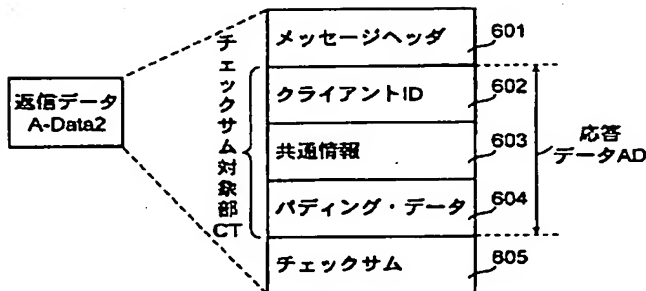 返信データ
A-Data2
チェックサム対象部CT
メッセージヘッダ
601
クライアントID
602
共通情報
603
パディング・データ
604
チェックサム
605
応答
データAD